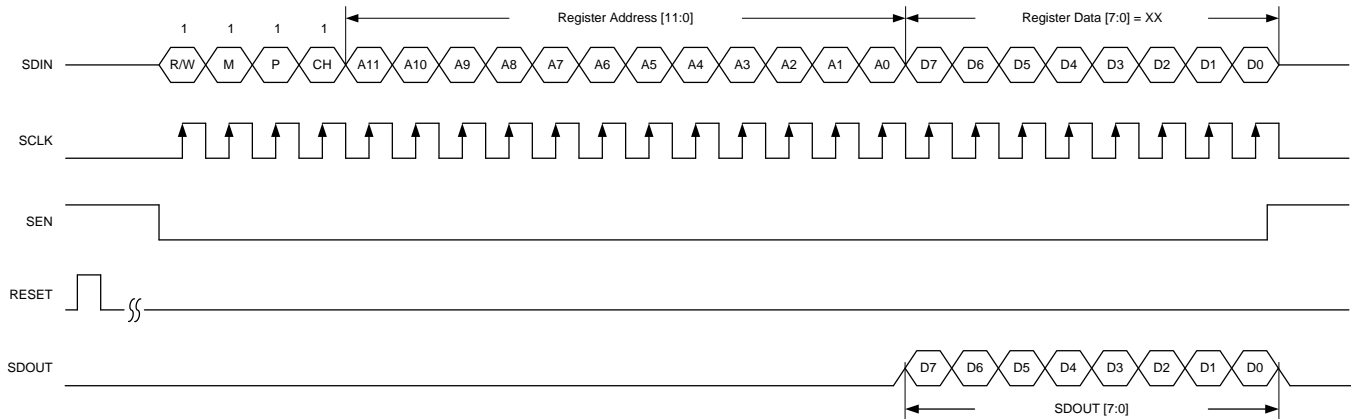 1 1 1 1 Register Address [11:0] Register Data [7:0] = XX
SDIN R/W M P CH A11 A10 A9 A8 A7 A6 A5 A4 A3 A2 A1 A0 D7 D6 D5 D4 D3 D2 D1 D0
SCLK
SEN
RESET
SDOUT D7 D6 D5 D4 D3 D2 D1 D0
SDOUT [7:0]